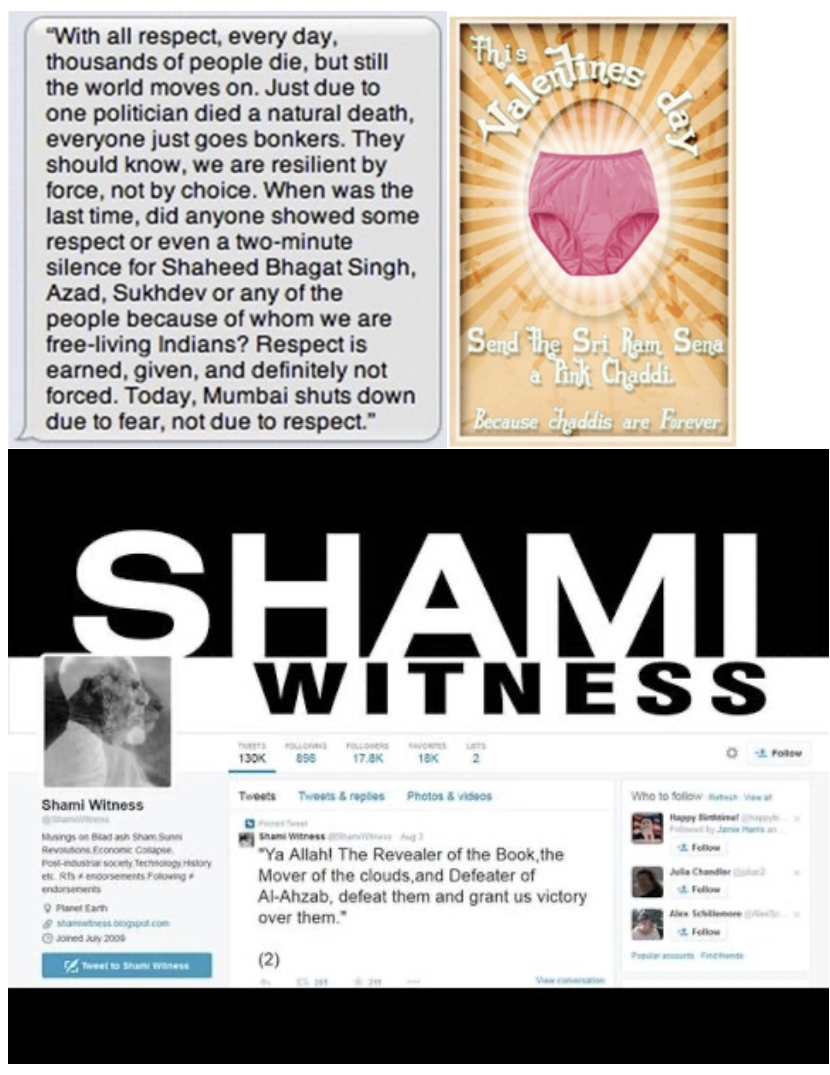 “With all respect, every day,
thousands of people die, but still
the world moves on. Just due to
one politician died a natural death,
everyone just goes bonkers. They
should know, we are resilient by
force, not by choice. When was the
last time, did anyone showed some
respect or even a two-minute
silence for Shaheed Bhagat Singh,
Azad, Sukhdev or any of the
people because of whom we are
free-living Indians? Respect is
earned, given, and definitely not
forced. Today, Mumbai shuts down
due to fear, not due to respect.”
This
Valentines day
Send the Sri Ram Sena
a Pink Chaddi.
Because chaddis are Forever
SHAMI
WITNESS
TWEETS FOLLOWING FOLLOWERS FAVORITES LISTS
130K 898 17.8K 18K 2
Follow
Shami Witness
@ShamiWitness
Musings on Bilad ash Sham,Sunni
Revolutions,Economic Collapse,
Post-industrial society,Technology,History
etc. RTs ≠ endorsements.Following ≠
endorsements
Planet Earth
shamiwitness.blogspot.com
Joined July 2009
Tweet to Shami Witness
Tweets Tweets & replies Photos & videos
Pinned Tweet
Shami Witness @ShamiWitness Aug 3
"Ya Allah! The Revealer of the Book,the
Mover of the clouds,and Defeater of
Al-Ahzab, defeat them and grant us victory
over them."
(2)
View conversation
Who to follow Refresh View all
Happy Birthtime!
Followed by Jamie Harris an...
Follow
Julia Chandler
Follow
Alex Schillemore
Follow
Popular accounts Find friends